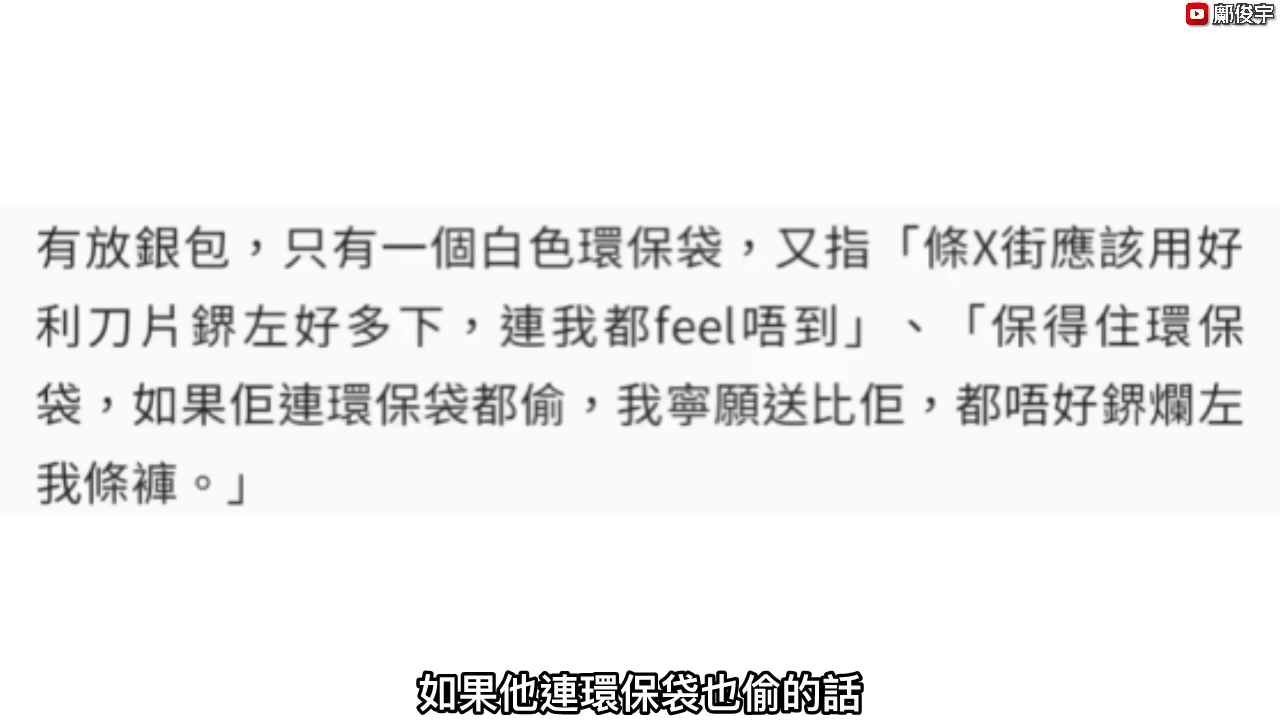 鄺俊宇
有放銀包，只有一個白色環保袋，又指「條X街應該用好
利刀片鎅左好多下，連我都feel唔到」、「保得住環保
袋，如果佢連環保袋都偷，我寧願送比佢，都唔好鎅爛左
我條褲。」
如果他連環保袋也偷的話